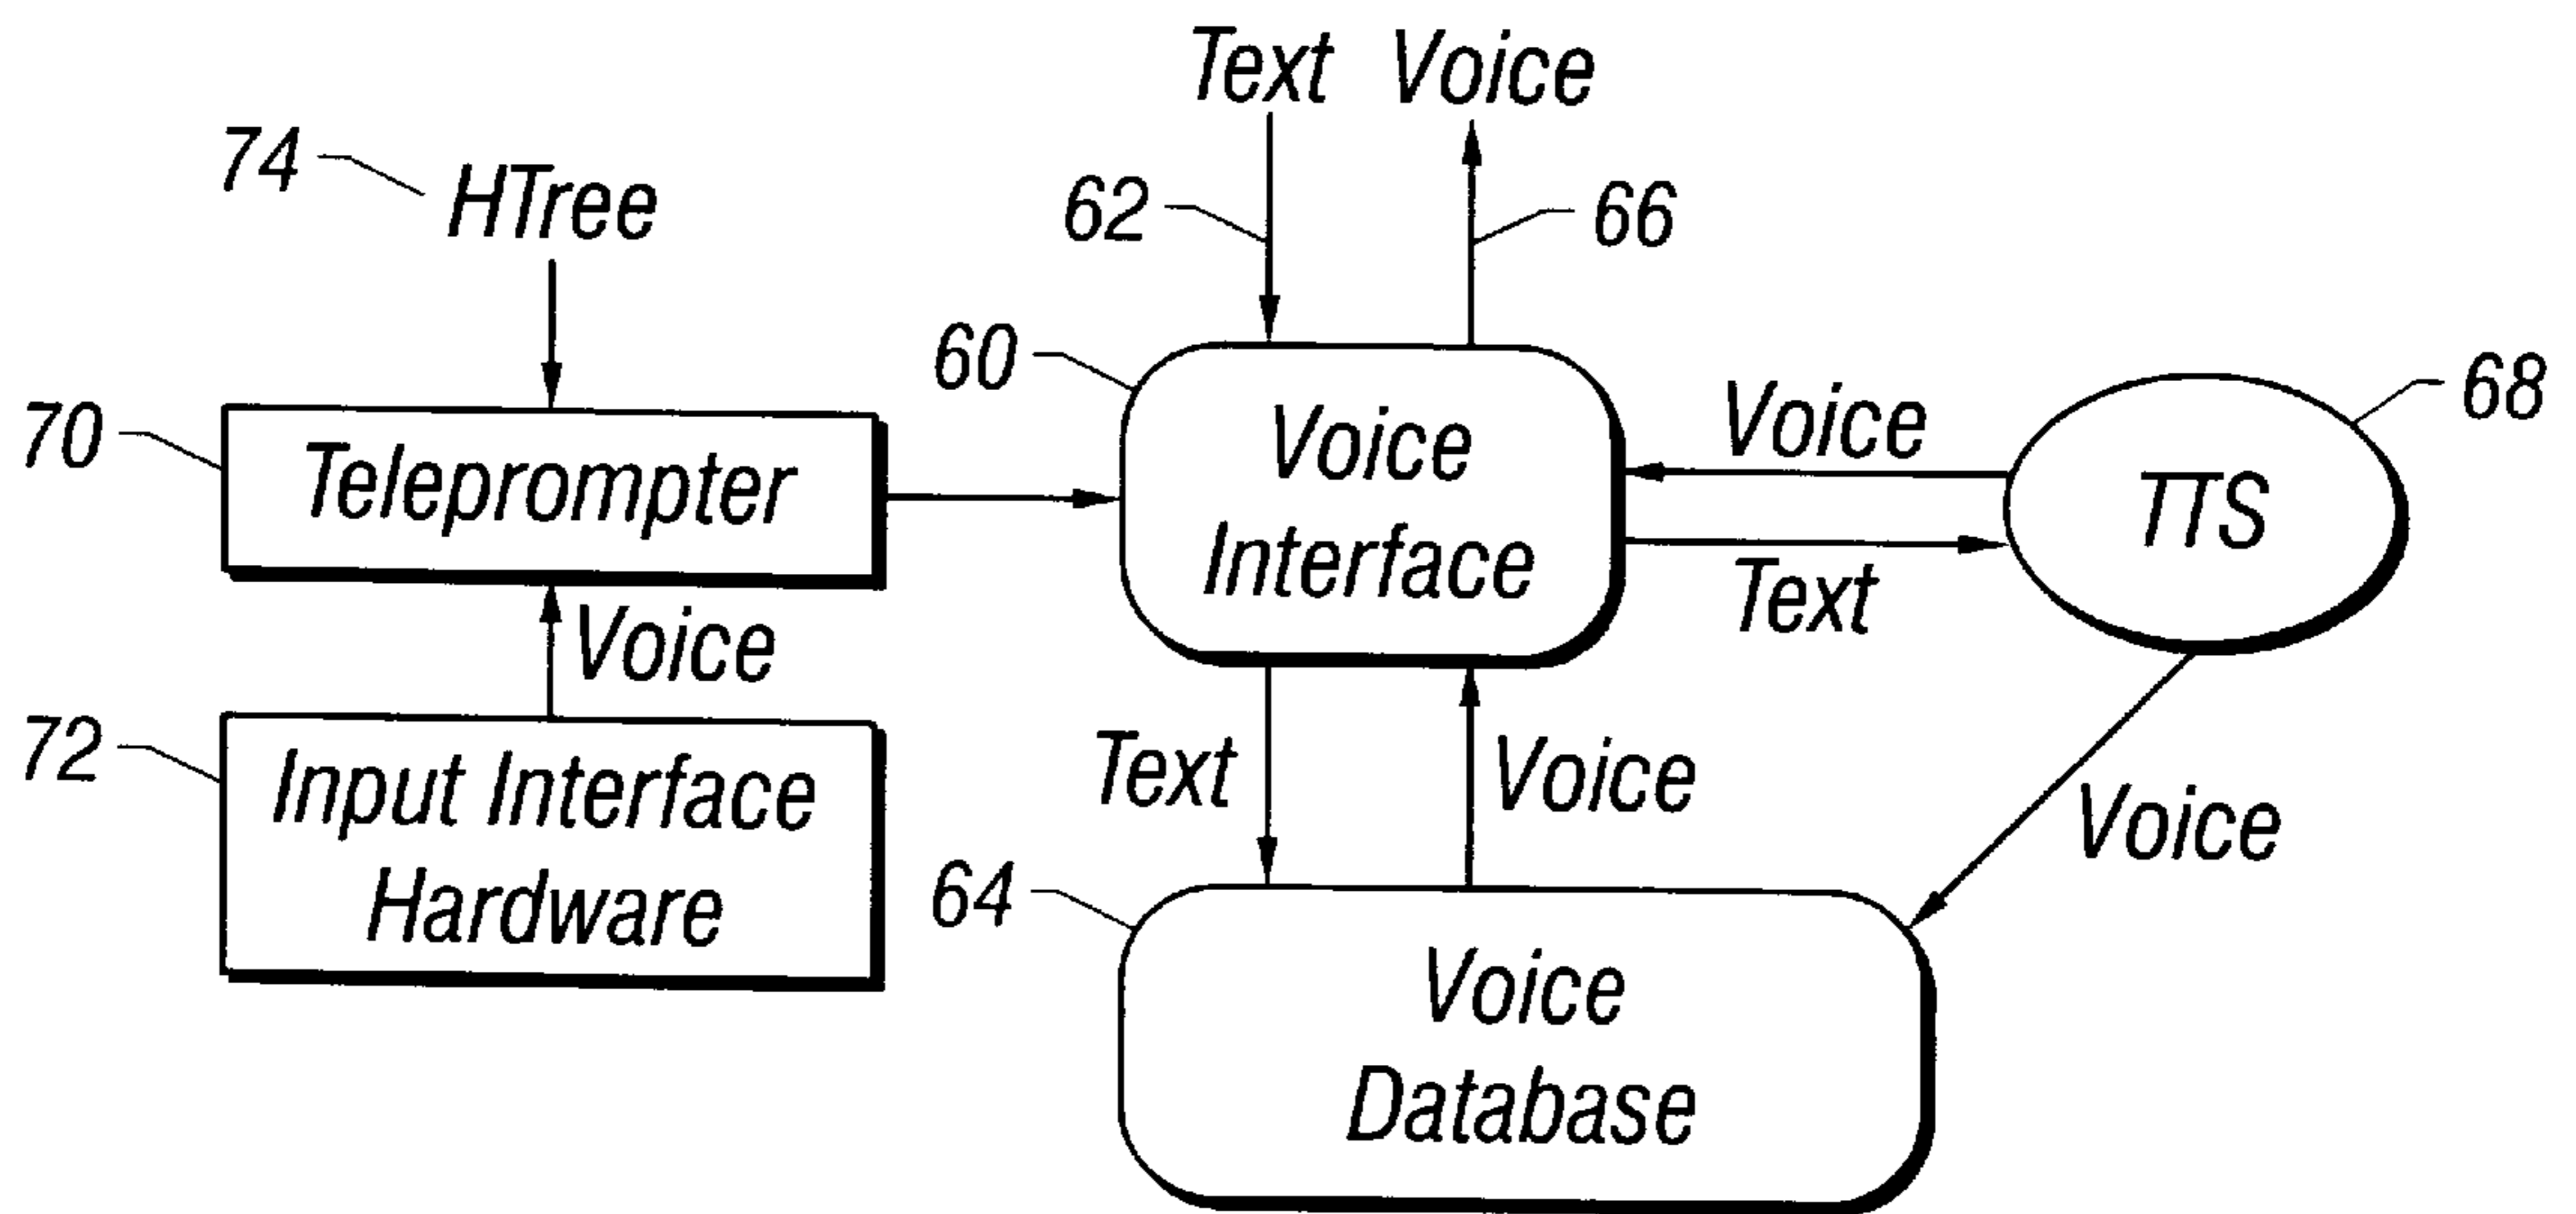 Text Voice
74 HTree
62
66
60
68
70
Teleprompter
Voice
Interface
Voice
Text
TTS
Voice
72
Input Interface
Hardware
Text
Voice
Voice
64
Voice
Database